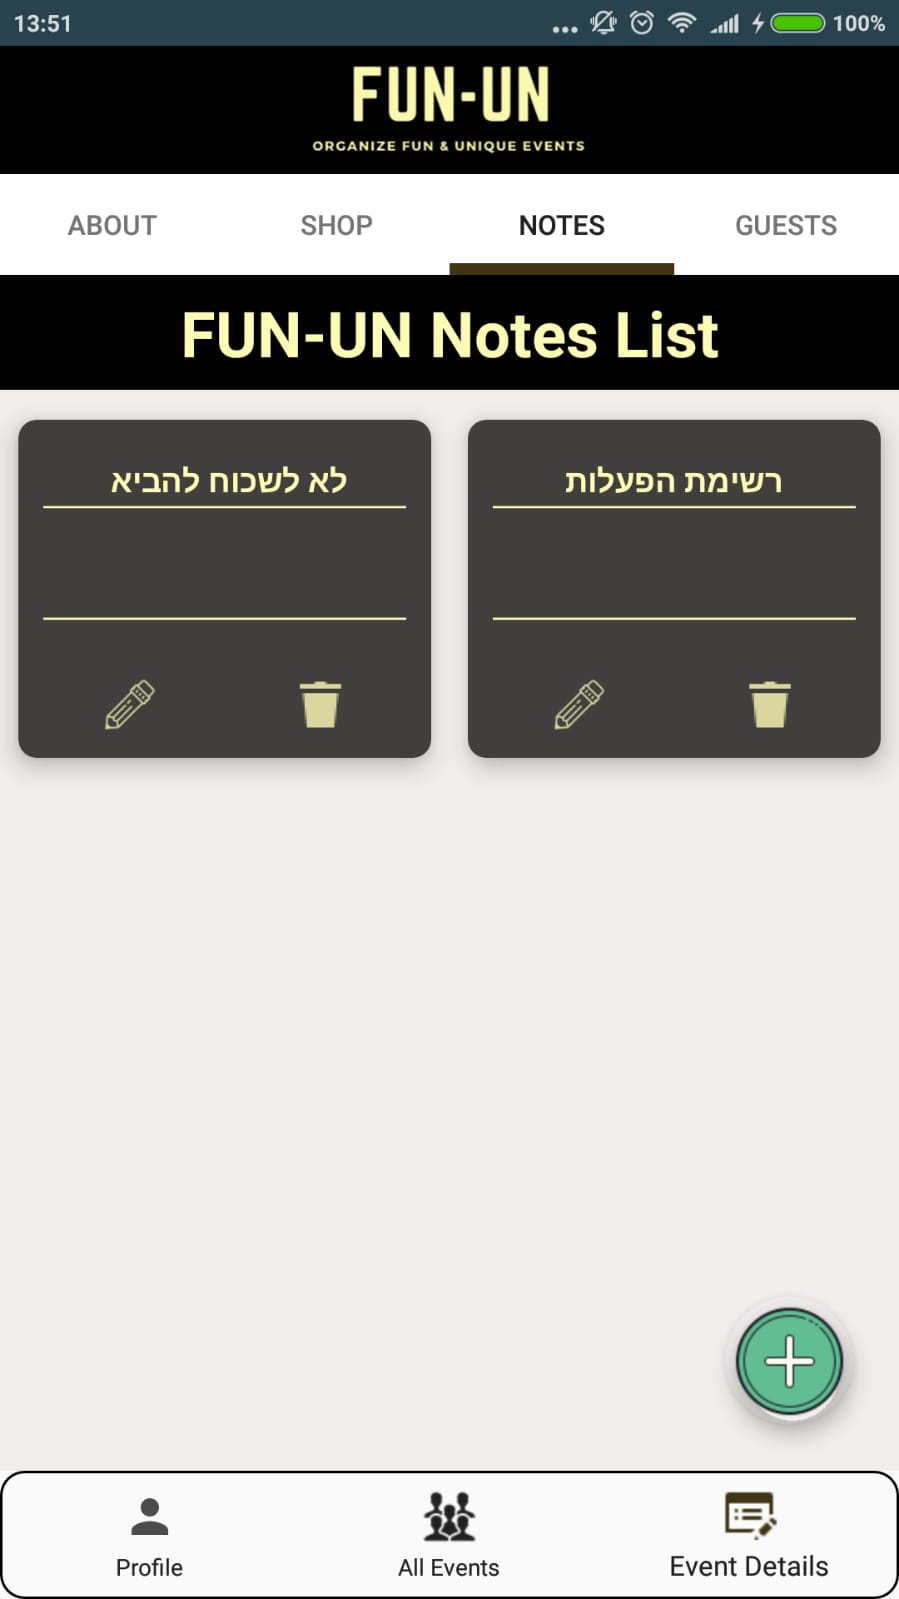 13:51
100%
FUN-UN
ORGANIZE FUN & UNIQUE EVENTS
ABOUT
SHOP
NOTES
GUESTS
FUN-UN Notes List
לא לשכוח להביא
רשימת הפעלות
Profile
All Events
Event Details